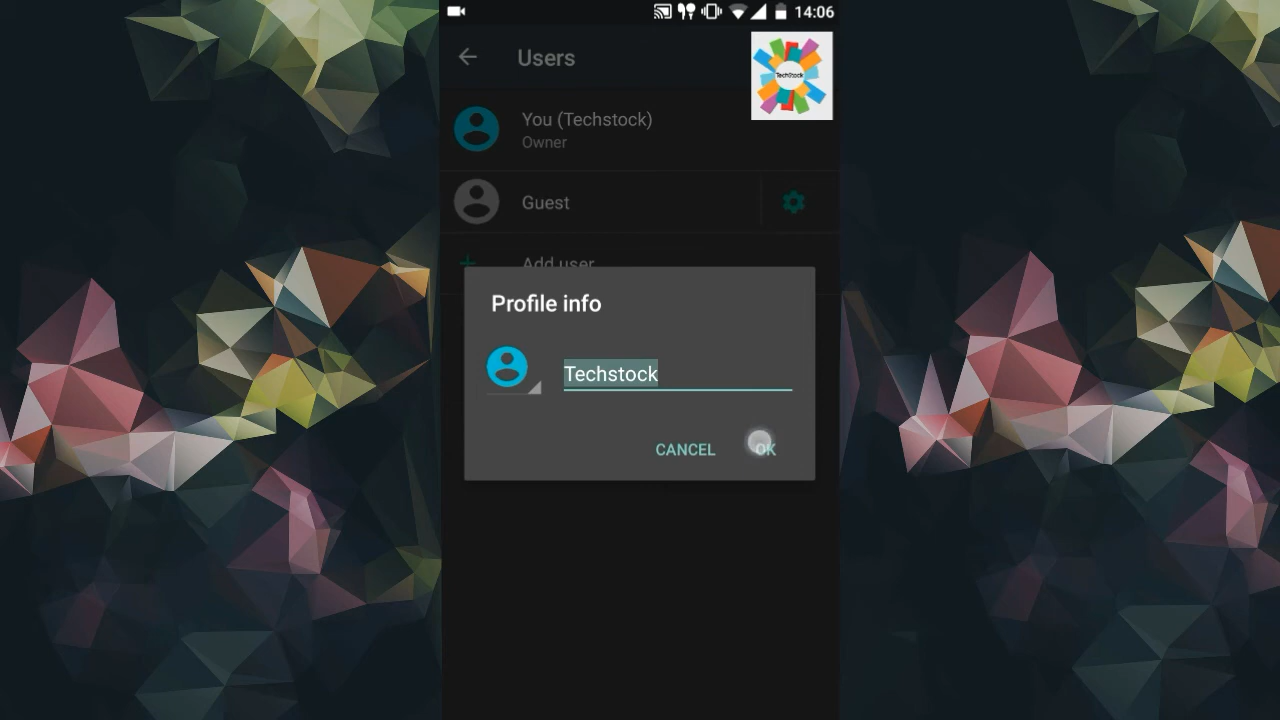 14:06
Users
TechStock
You (Techstock)
Owner
Guest
Add user
Profile info
Techstock
CANCEL
OK